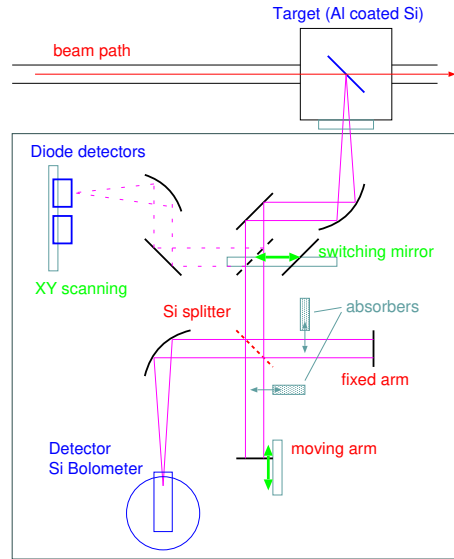 Target (Al coated Si)
beam path
Diode detectors
switching mirror
XY scanning
Si splitter
absorbers
fixed arm
moving arm
Detector
Si Bolometer